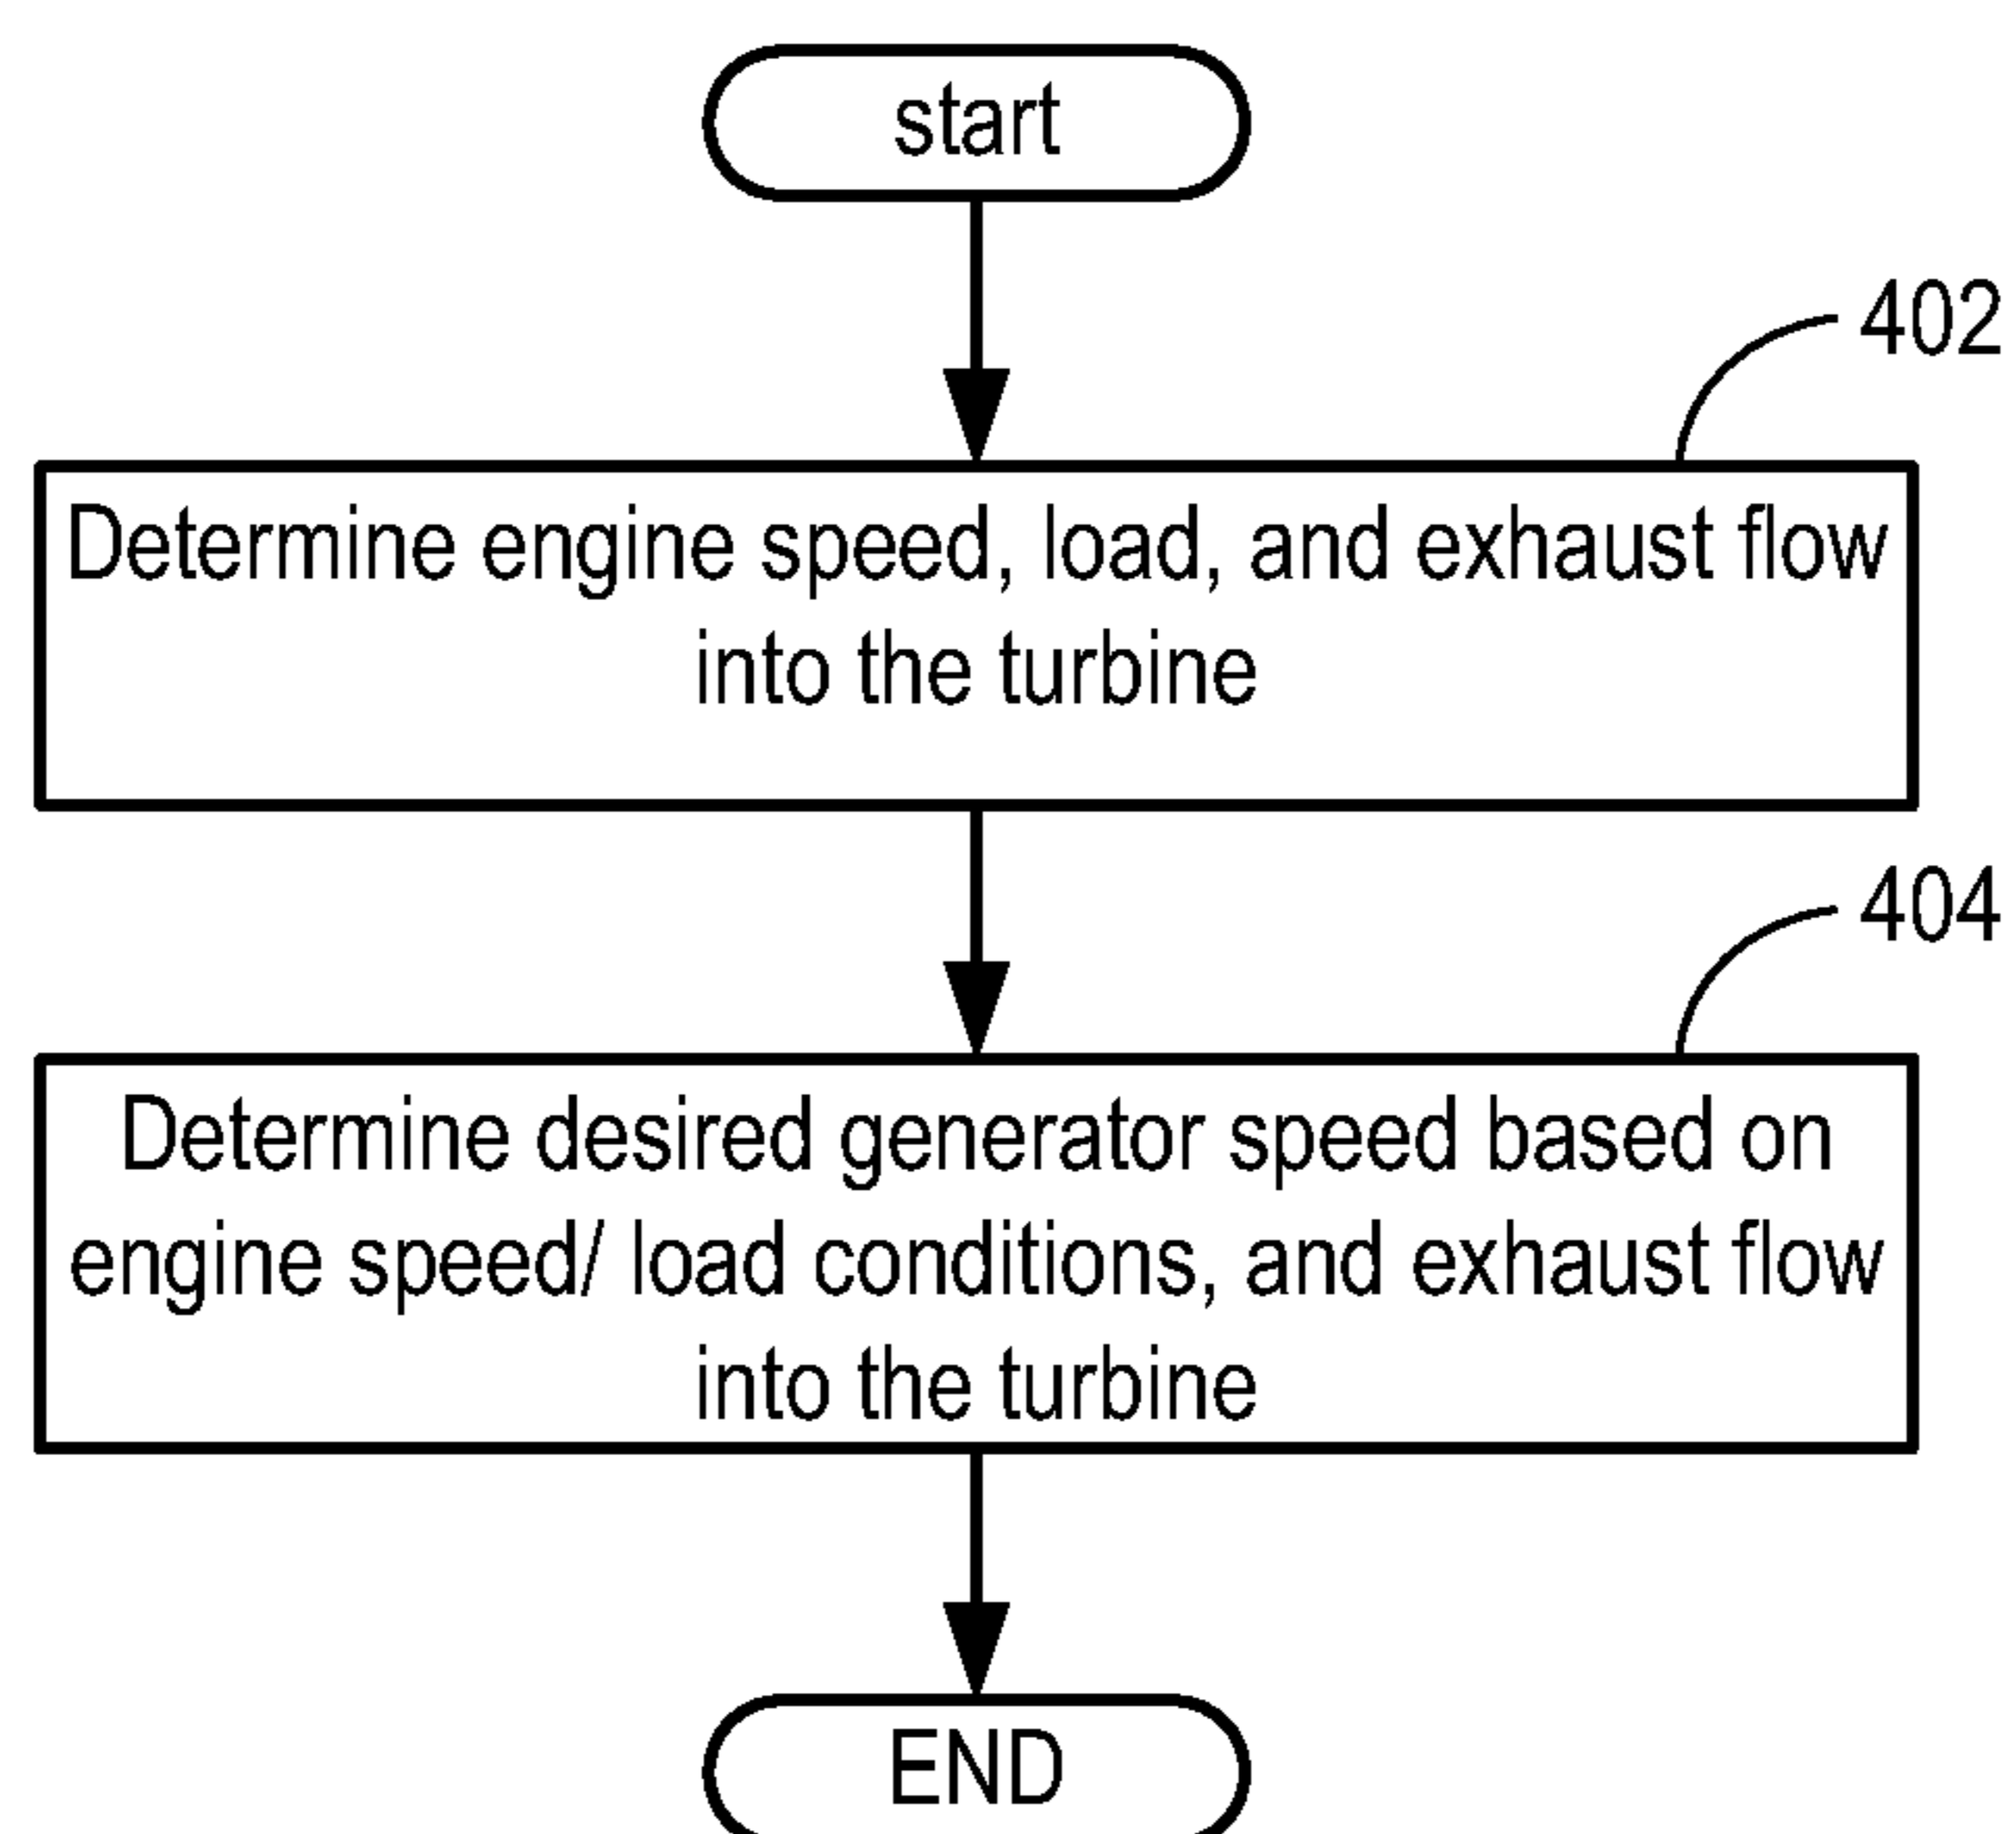 start
402
Determine engine speed, load, and exhaust flow
into the turbine
404
Determine desired generator speed based on
engine speed/ load conditions, and exhaust flow
into the turbine
END